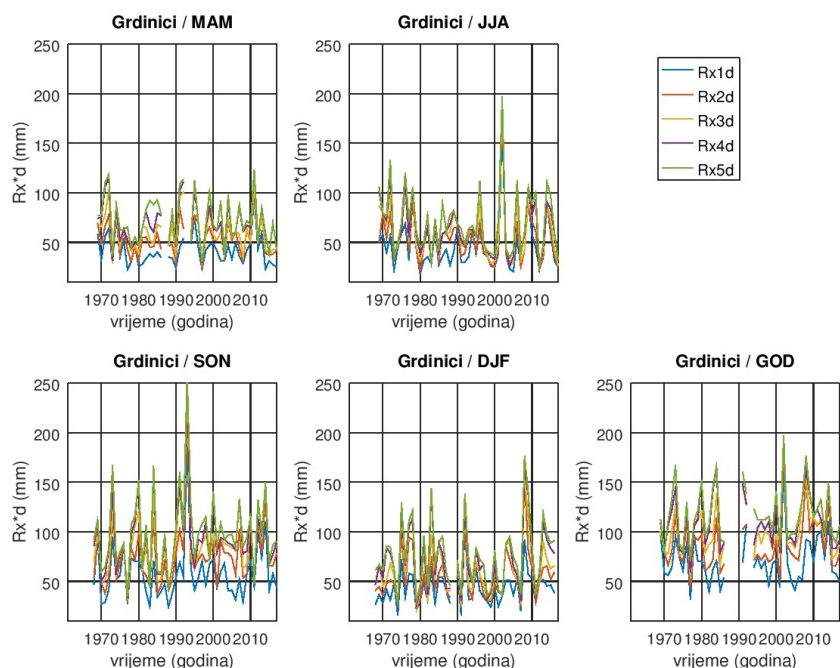 Grdinici / MAM
250
200
150
100
50
Rx*d (mm)
1970 1980 1990 2000 2010
vrijeme (godina)
Grdinici / JJA
250
200
150
100
50
Rx*d (mm)
1970 1980 1990 2000 2010
vrijeme (godina)
Rx1d
Rx2d
Rx3d
Rx4d
Rx5d
Grdinici / SON
250
200
150
100
50
Rx*d (mm)
1970 1980 1990 2000 2010
vrijeme (godina)
Grdinici / DJF
250
200
150
100
50
Rx*d (mm)
1970 1980 1990 2000 2010
vrijeme (godina)
Grdinici / GOD
250
200
150
100
50
Rx*d (mm)
1970 1980 1990 2000 2010
vrijeme (godina)